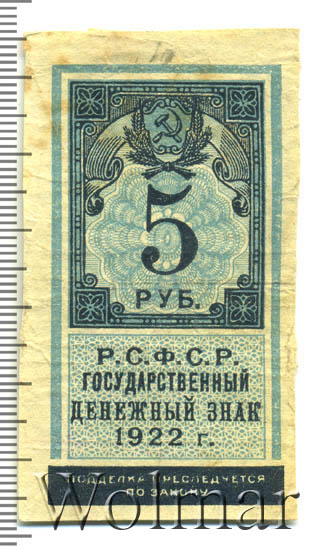 5
РУБ.
Р.С.Ф.С.Р.
ГОСУДАРСТВЕННЫЙ
ДЕНЕЖНЫЙ ЗНАК
1922 г.
ПОДДЕЛКА ПРЕСЛЕДУЕТСЯ
ПО ЗАКОНУ
Wolmar